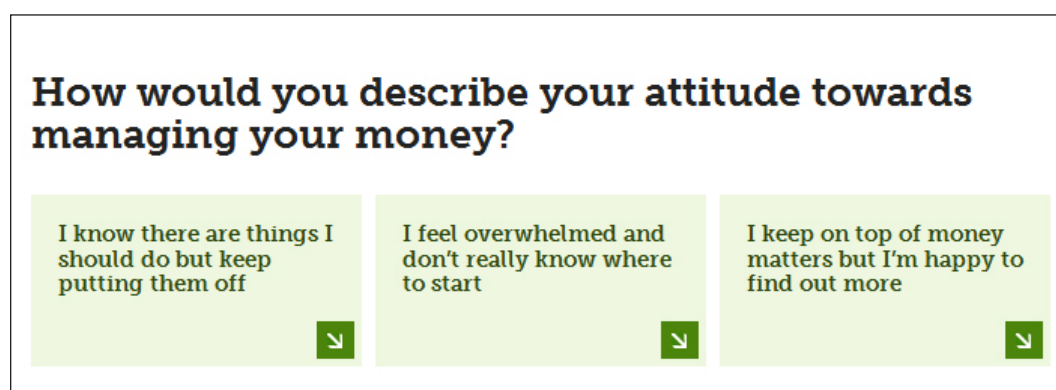 How would you describe your attitude towards
managing your money?
I know there are things I
should do but keep
putting them off
I feel overwhelmed and
don't really know where
to start
I keep on top of money
matters but I'm happy to
find out more